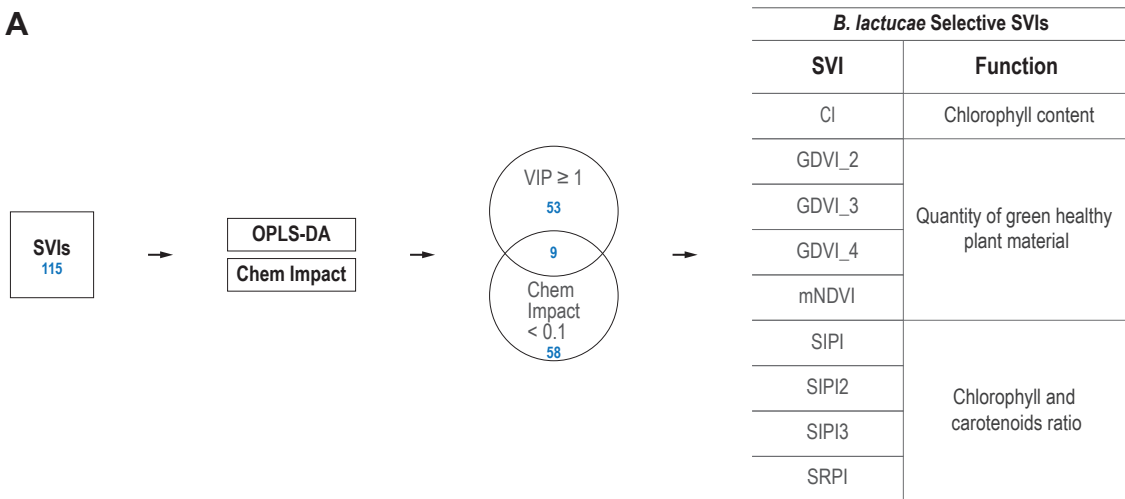 A
SVIs
115
OPLS-DA
Chem Impact
VIP ≥ 1
53
9
Chem
Impact
< 0.1
58
B. lactucae Selective SVIs
SVI Function
CI Chlorophyll content
GDVI_2
GDVI_3
GDVI_4
mNDVI
Quantity of green healthy
plant material
SIPI
SIPI2
SIPI3
SRPI
Chlorophyll and
carotenoids ratio